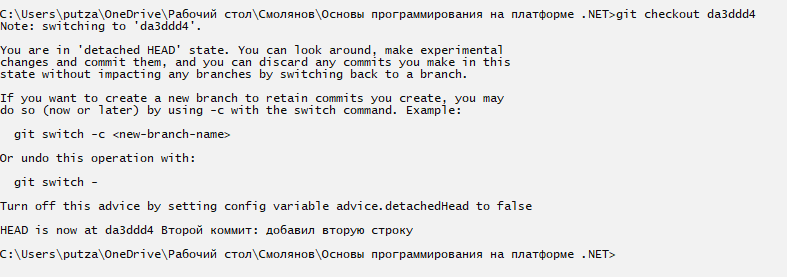 C:\Users\putza\OneDrive\Рабочий стол\Смолянов\Основы программирования на платформе .NET>git checkout da3ddd4
Note: switching to 'da3ddd4'.
You are in 'detached HEAD' state. You can look around, make experimental
changes and commit them, and you can discard any commits you make in this
state without impacting any branches by switching back to a branch.
If you want to create a new branch to retain commits you create, you may
do so (now or later) by using -c with the switch command. Example:
git switch -c <new-branch-name>
Or undo this operation with:
git switch -
Turn off this advice by setting config variable advice.detachedHead to false
HEAD is now at da3ddd4 Второй коммит: добавил вторую строку
C:\Users\putza\OneDrive\Рабочий стол\Смолянов\Основы программирования на платформе .NET>